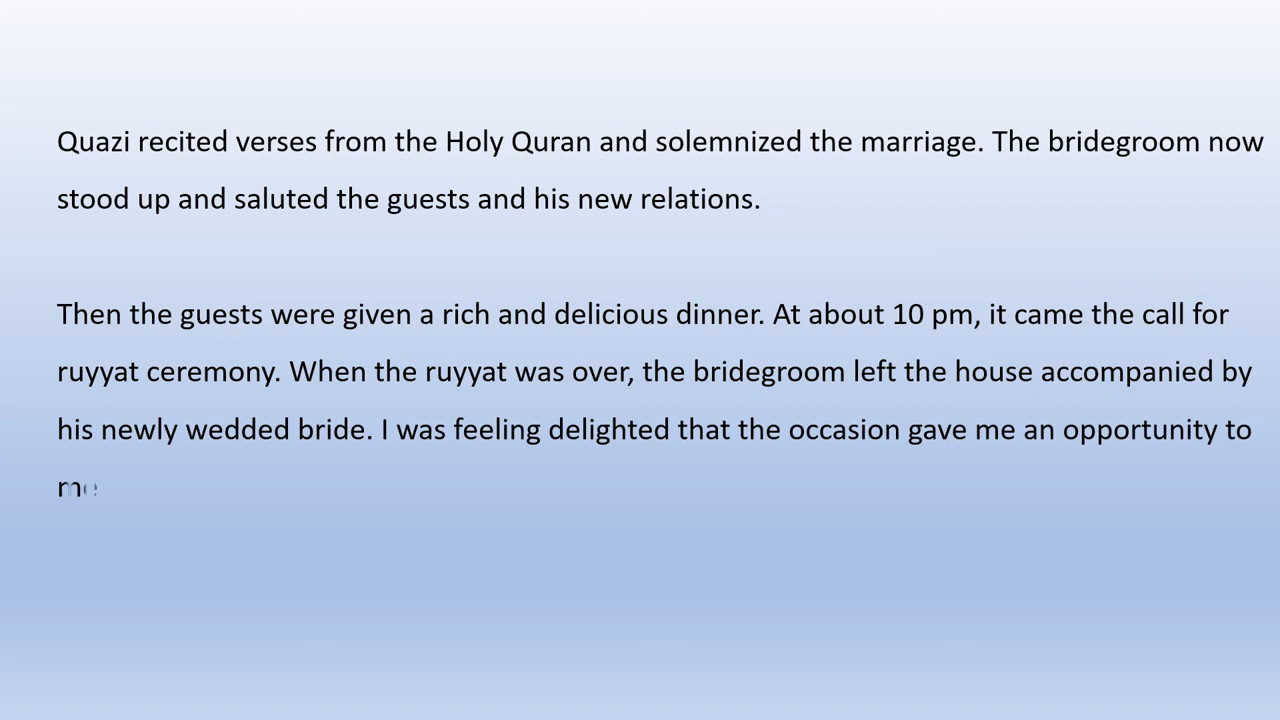 Quazi recited verses from the Holy Quran and solemnized the marriage. The bridegroom now
stood up and saluted the guests and his new relations.
Then the guests were given a rich and delicious dinner. At about 10 pm, it came the call for
ruyyat ceremony. When the ruyyat was over, the bridegroom left the house accompanied by
his newly wedded bride. I was feeling delighted that the occasion gave me an opportunity to
me